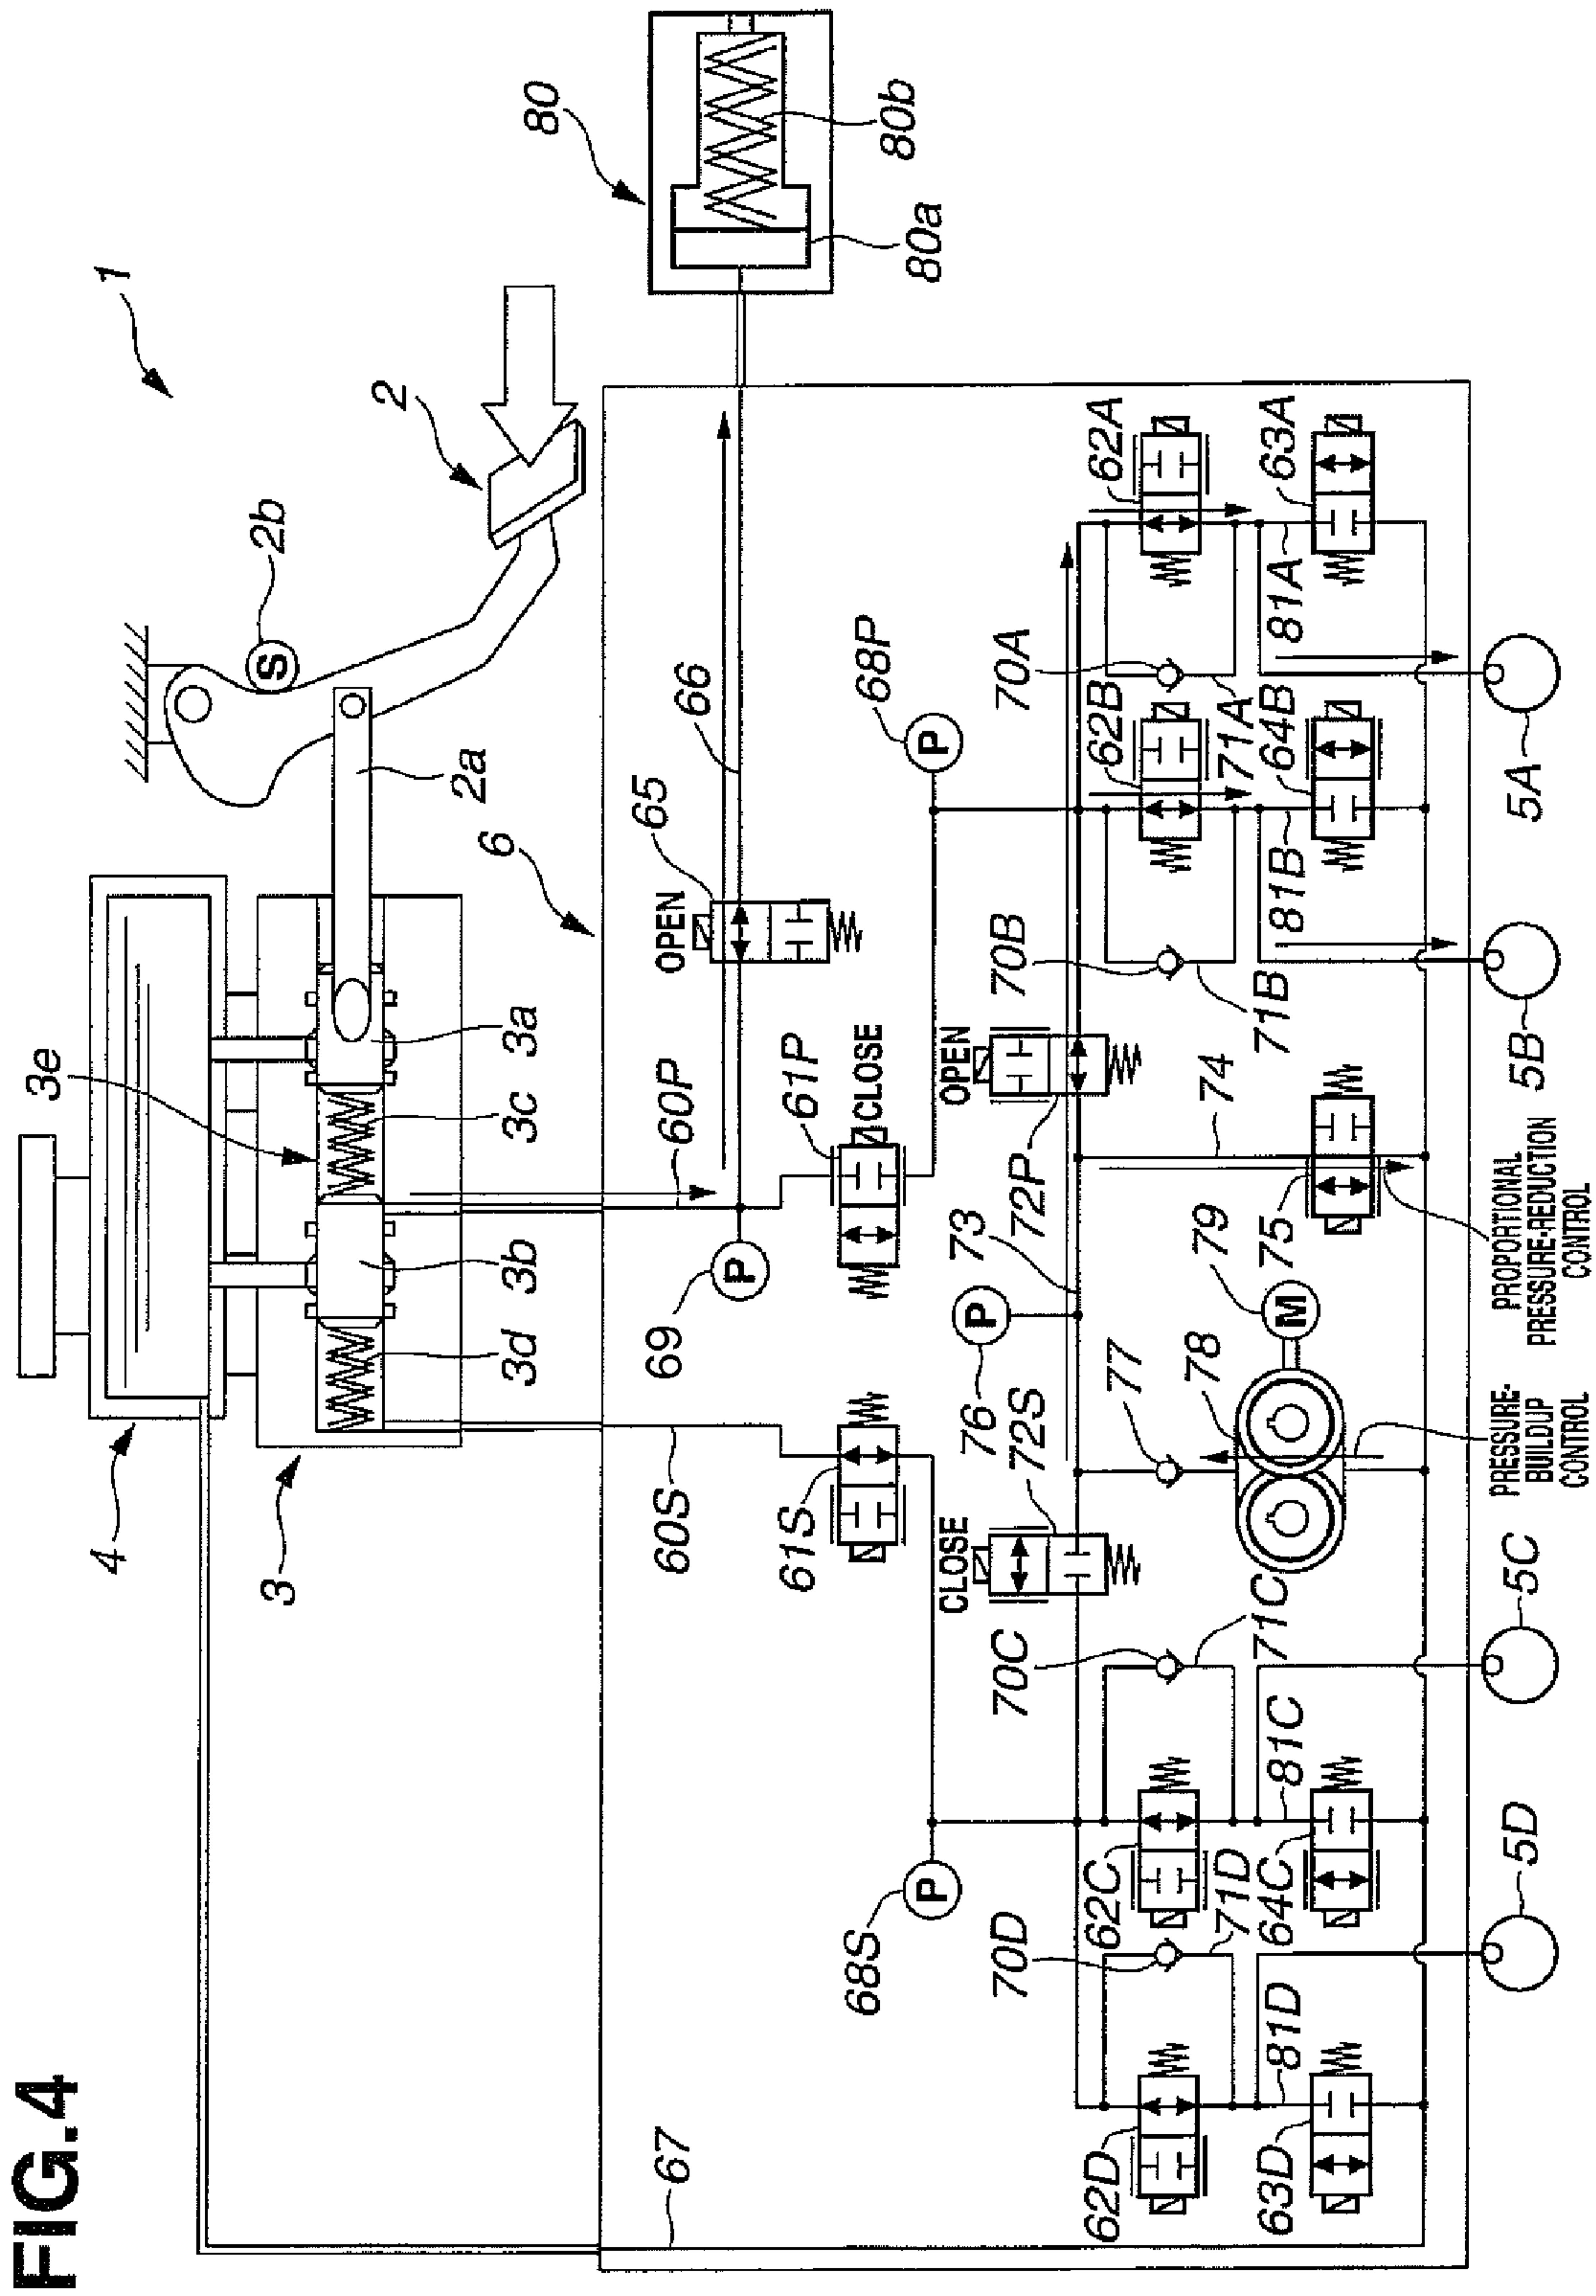 FIG.4
1
2
2a
2b
3
3a
3b
3c
3d
3e
4
6
80
80a
80b
S
OPEN
65
66
60P
61P
CLOSE
P
69
60S
61S
P
68P
P
68S
OPEN
72P
73
P
76
CLOSE
72S
77
78
79
M
74
75
PROPORTIONAL
PRESSURE-REDUCTION
CONTROL
PRESSURE-
BUILDUP
CONTROL
62A
63A
70A
71A
81A
5A
62B
64B
70B
71B
81B
5B
62C
64C
70C
71C
81C
5C
62D
63D
70D
71D
81D
5D
67